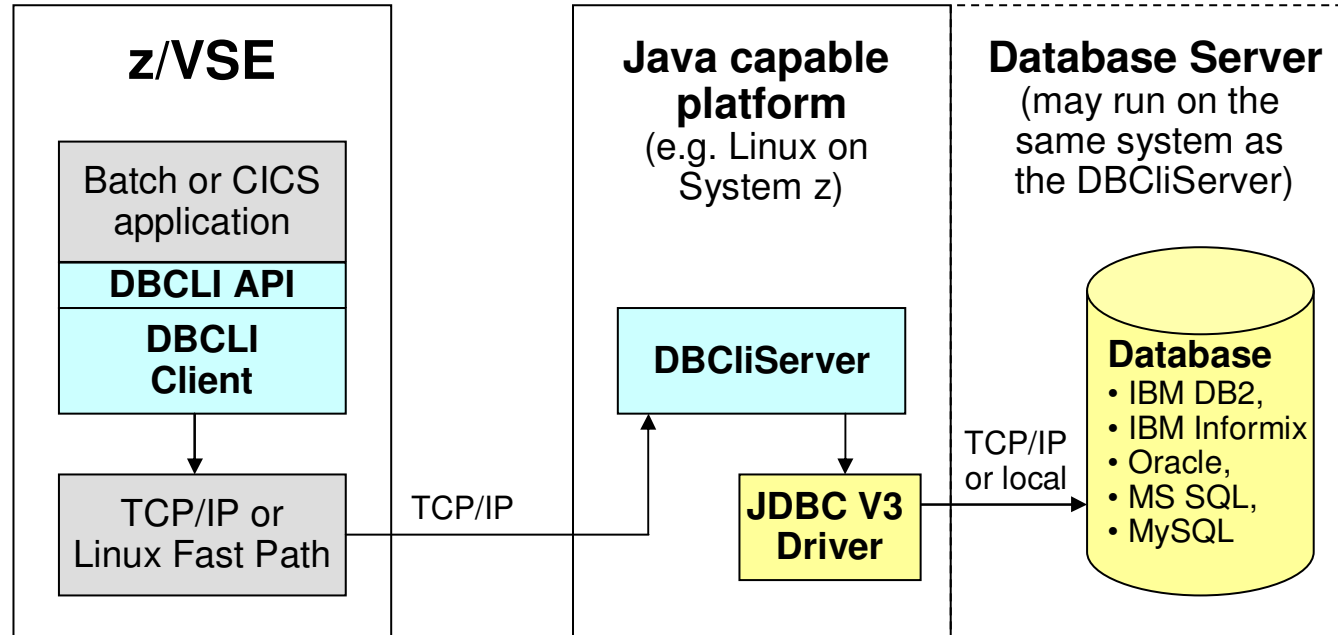 z/VSE
Batch or CICS
application
DBCLI API
DBCLI
Client
TCP/IP or
Linux Fast Path
TCP/IP
Java capable
platform
(e.g. Linux on
System z)
DBCliServer
JDBC V3
Driver
TCP/IP
or local
Database Server
(may run on the
same system as
the DBCliServer)
Database
• IBM DB2,
• IBM Informix
• Oracle,
• MS SQL,
• MySQL